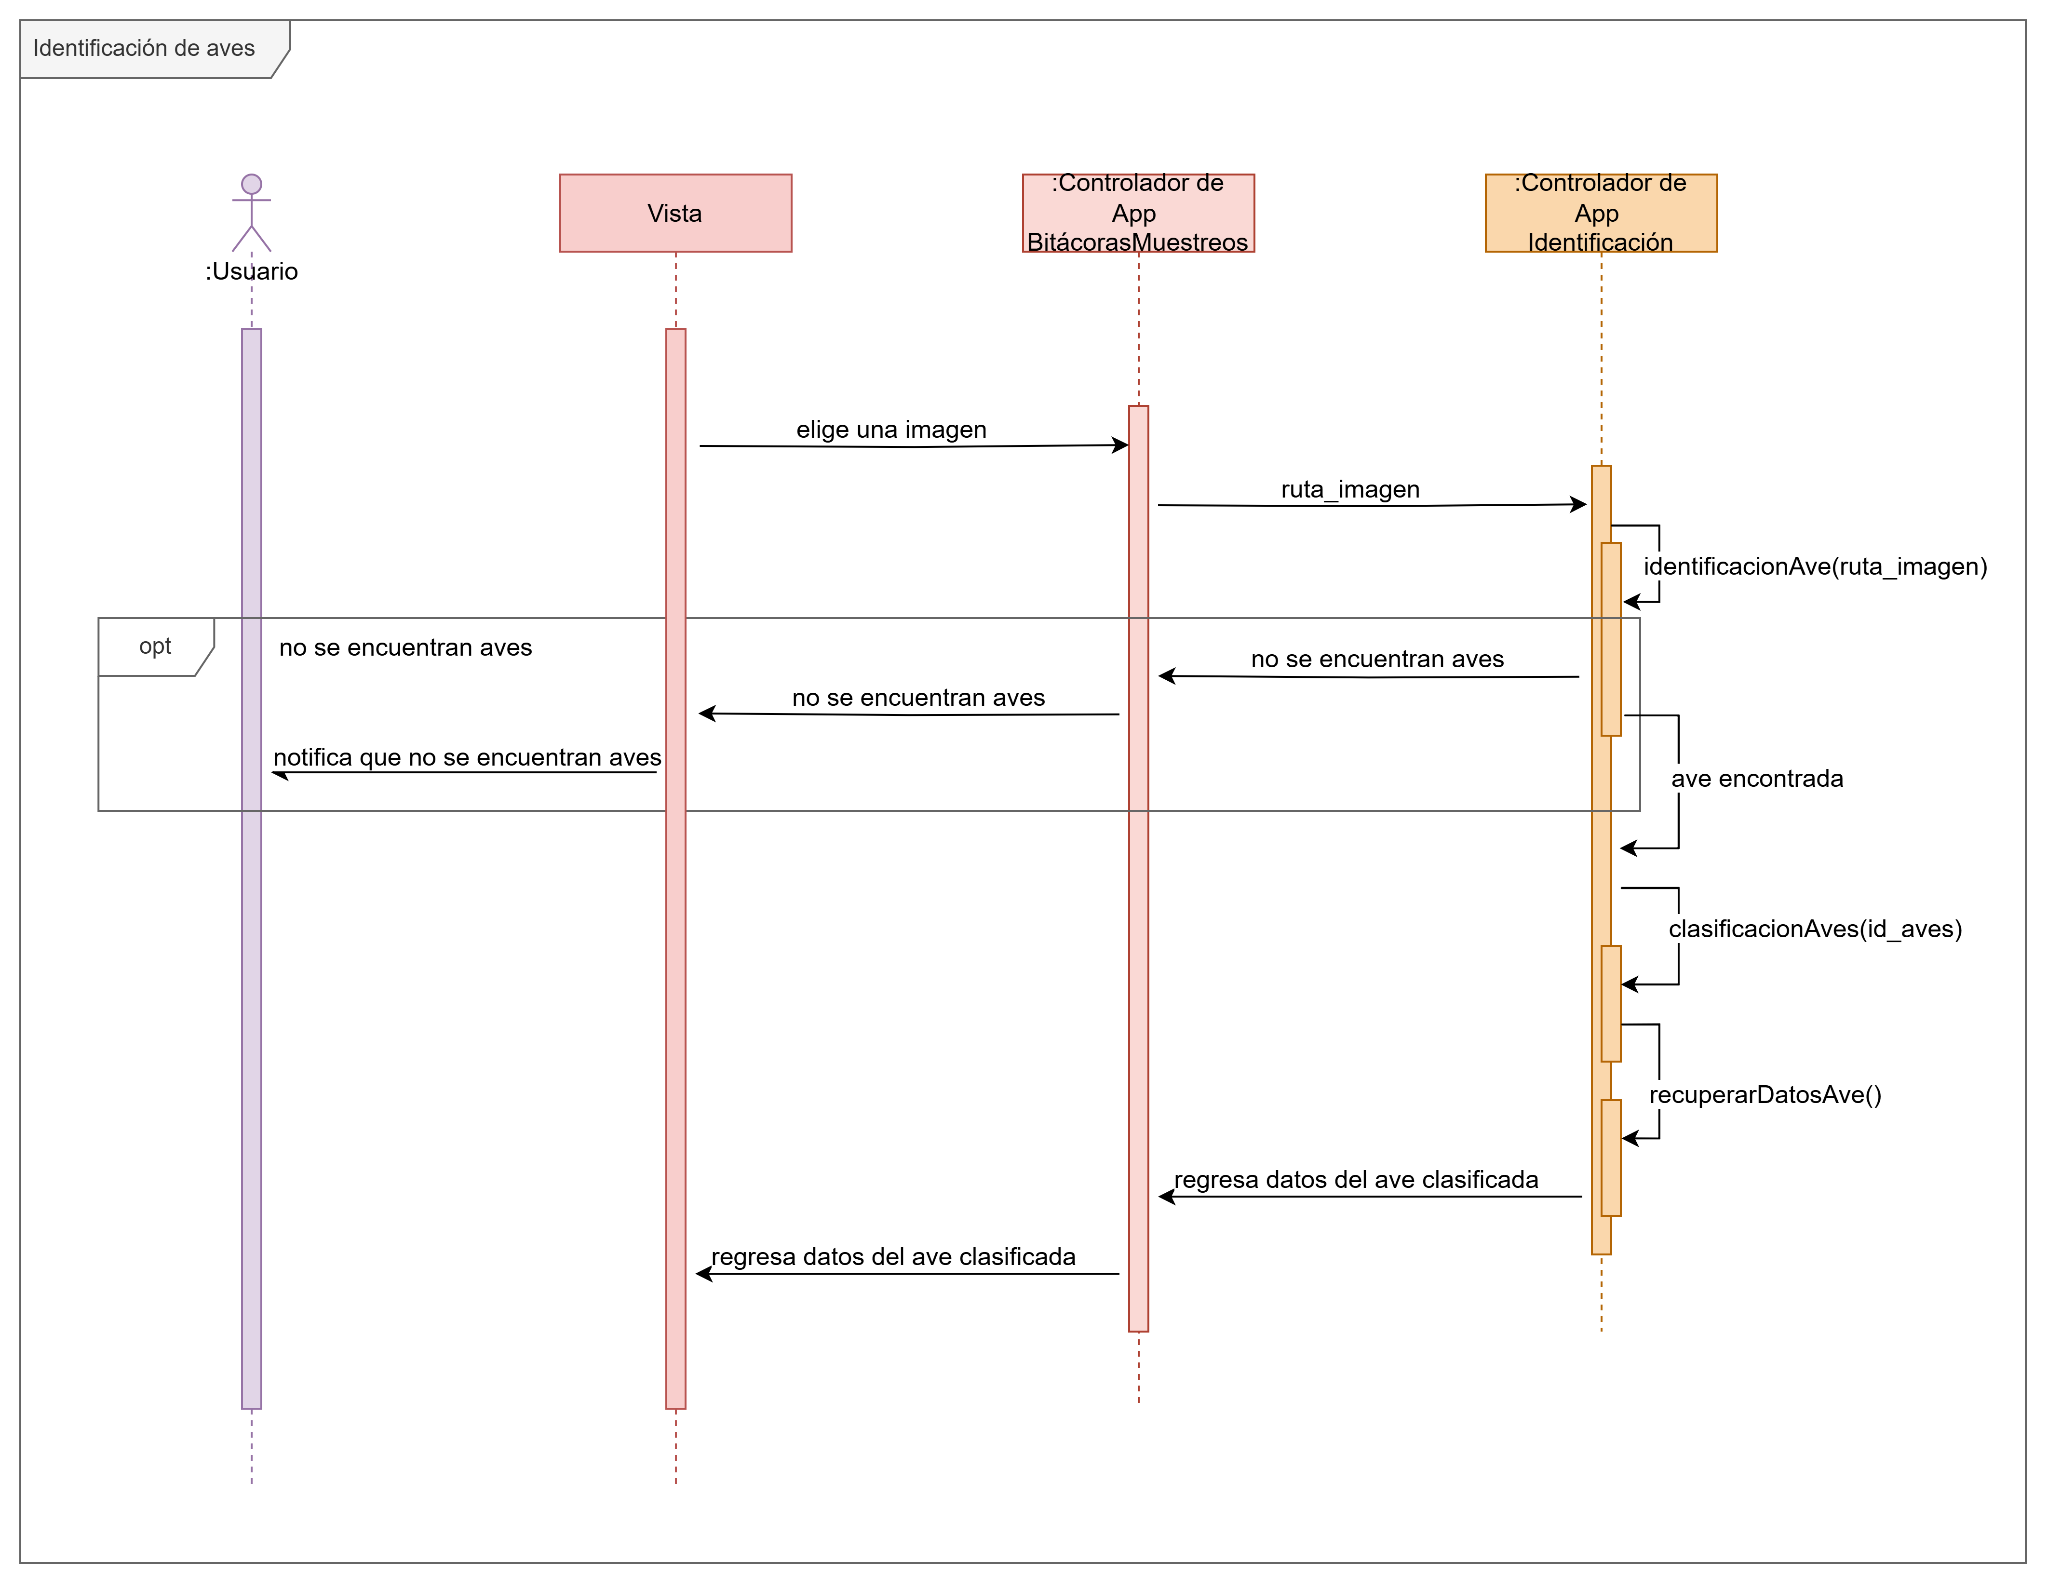 Identificación de aves
:Usuario
Vista
:Controlador de
App
BitácorasMuestreos
:Controlador de
App
Identificación
elige una imagen
ruta_imagen
identificacionAve(ruta_imagen)
opt
no se encuentran aves
no se encuentran aves
no se encuentran aves
notifica que no se encuentran aves
ave encontrada
clasificacionAves(id_aves)
recuperarDatosAve()
regresa datos del ave clasificada
regresa datos del ave clasificada